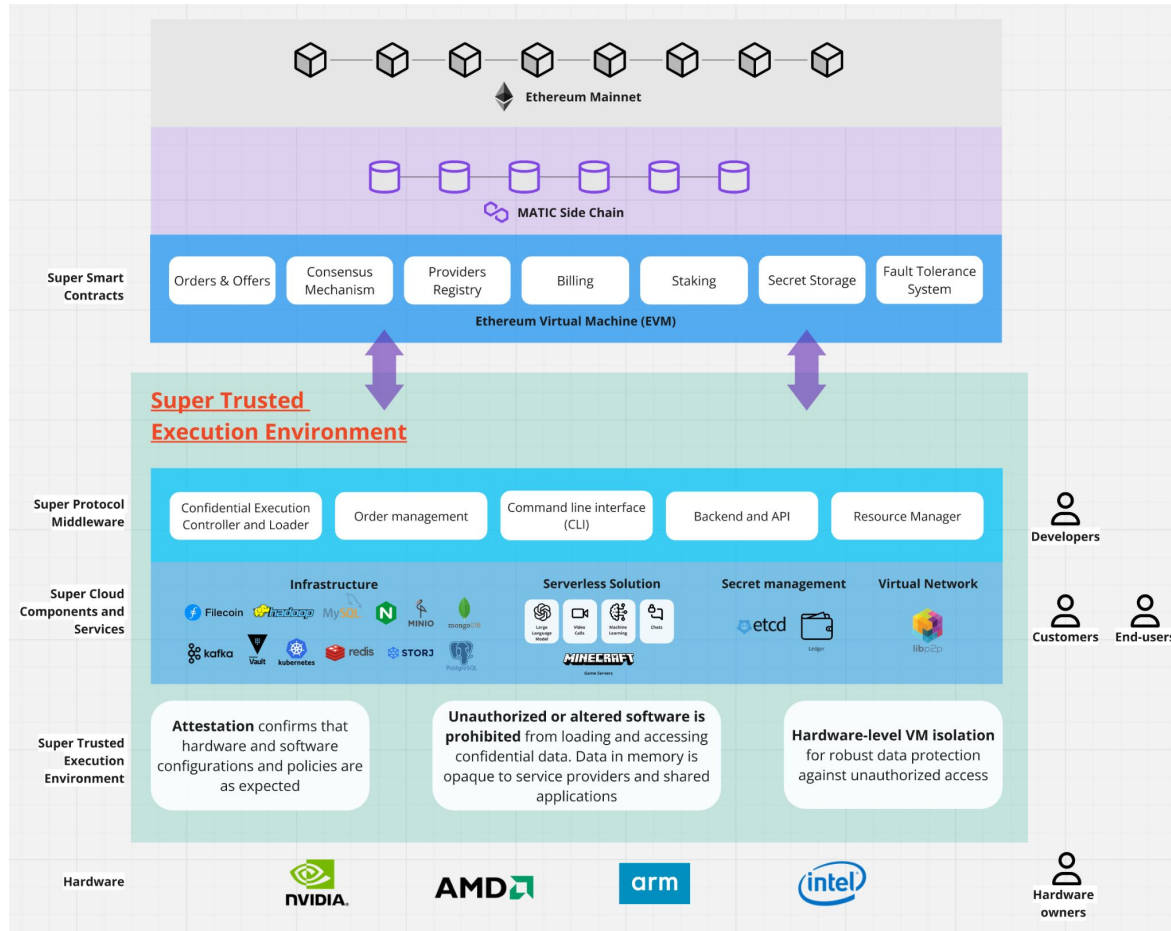 Ethereum Mainnet
MATIC Side Chain
Super Smart
Contracts
Orders & Offers
Consensus
Mechanism
Providers
Registry
Billing
Staking
Secret Storage
Fault Tolerance
System
Ethereum Virtual Machine (EVM)
Super Trusted
Execution Environment
Super Protocol
Middleware
Confidential Execution
Controller and Loader
Order management
Command line interface
(CLI)
Backend and API
Resource Manager
Developers
Super Cloud
Components and
Services
Infrastructure
Filecoin
hadoop
MySQL
N
MINIO
mongoDB
kafka
Vault
kubernetes
redis
STORJ
PostgreSQL
Serverless Solution
Large
Language
Model
Video
Calls
Machine
Learning
Chats
MINECRAFT
Game Servers
Secret management
etcd
Ledger
Virtual Network
libp2p
Customers
End-users
Super Trusted
Execution
Environment
Attestation confirms that
hardware and software
configurations and policies are
as expected
Unauthorized or altered software is
prohibited from loading and accessing
confidential data. Data in memory is
opaque to service providers and shared
applications
Hardware-level VM isolation
for robust data protection
against unauthorized access
Hardware
NVIDIA.
AMD
arm
intel
Hardware
owners